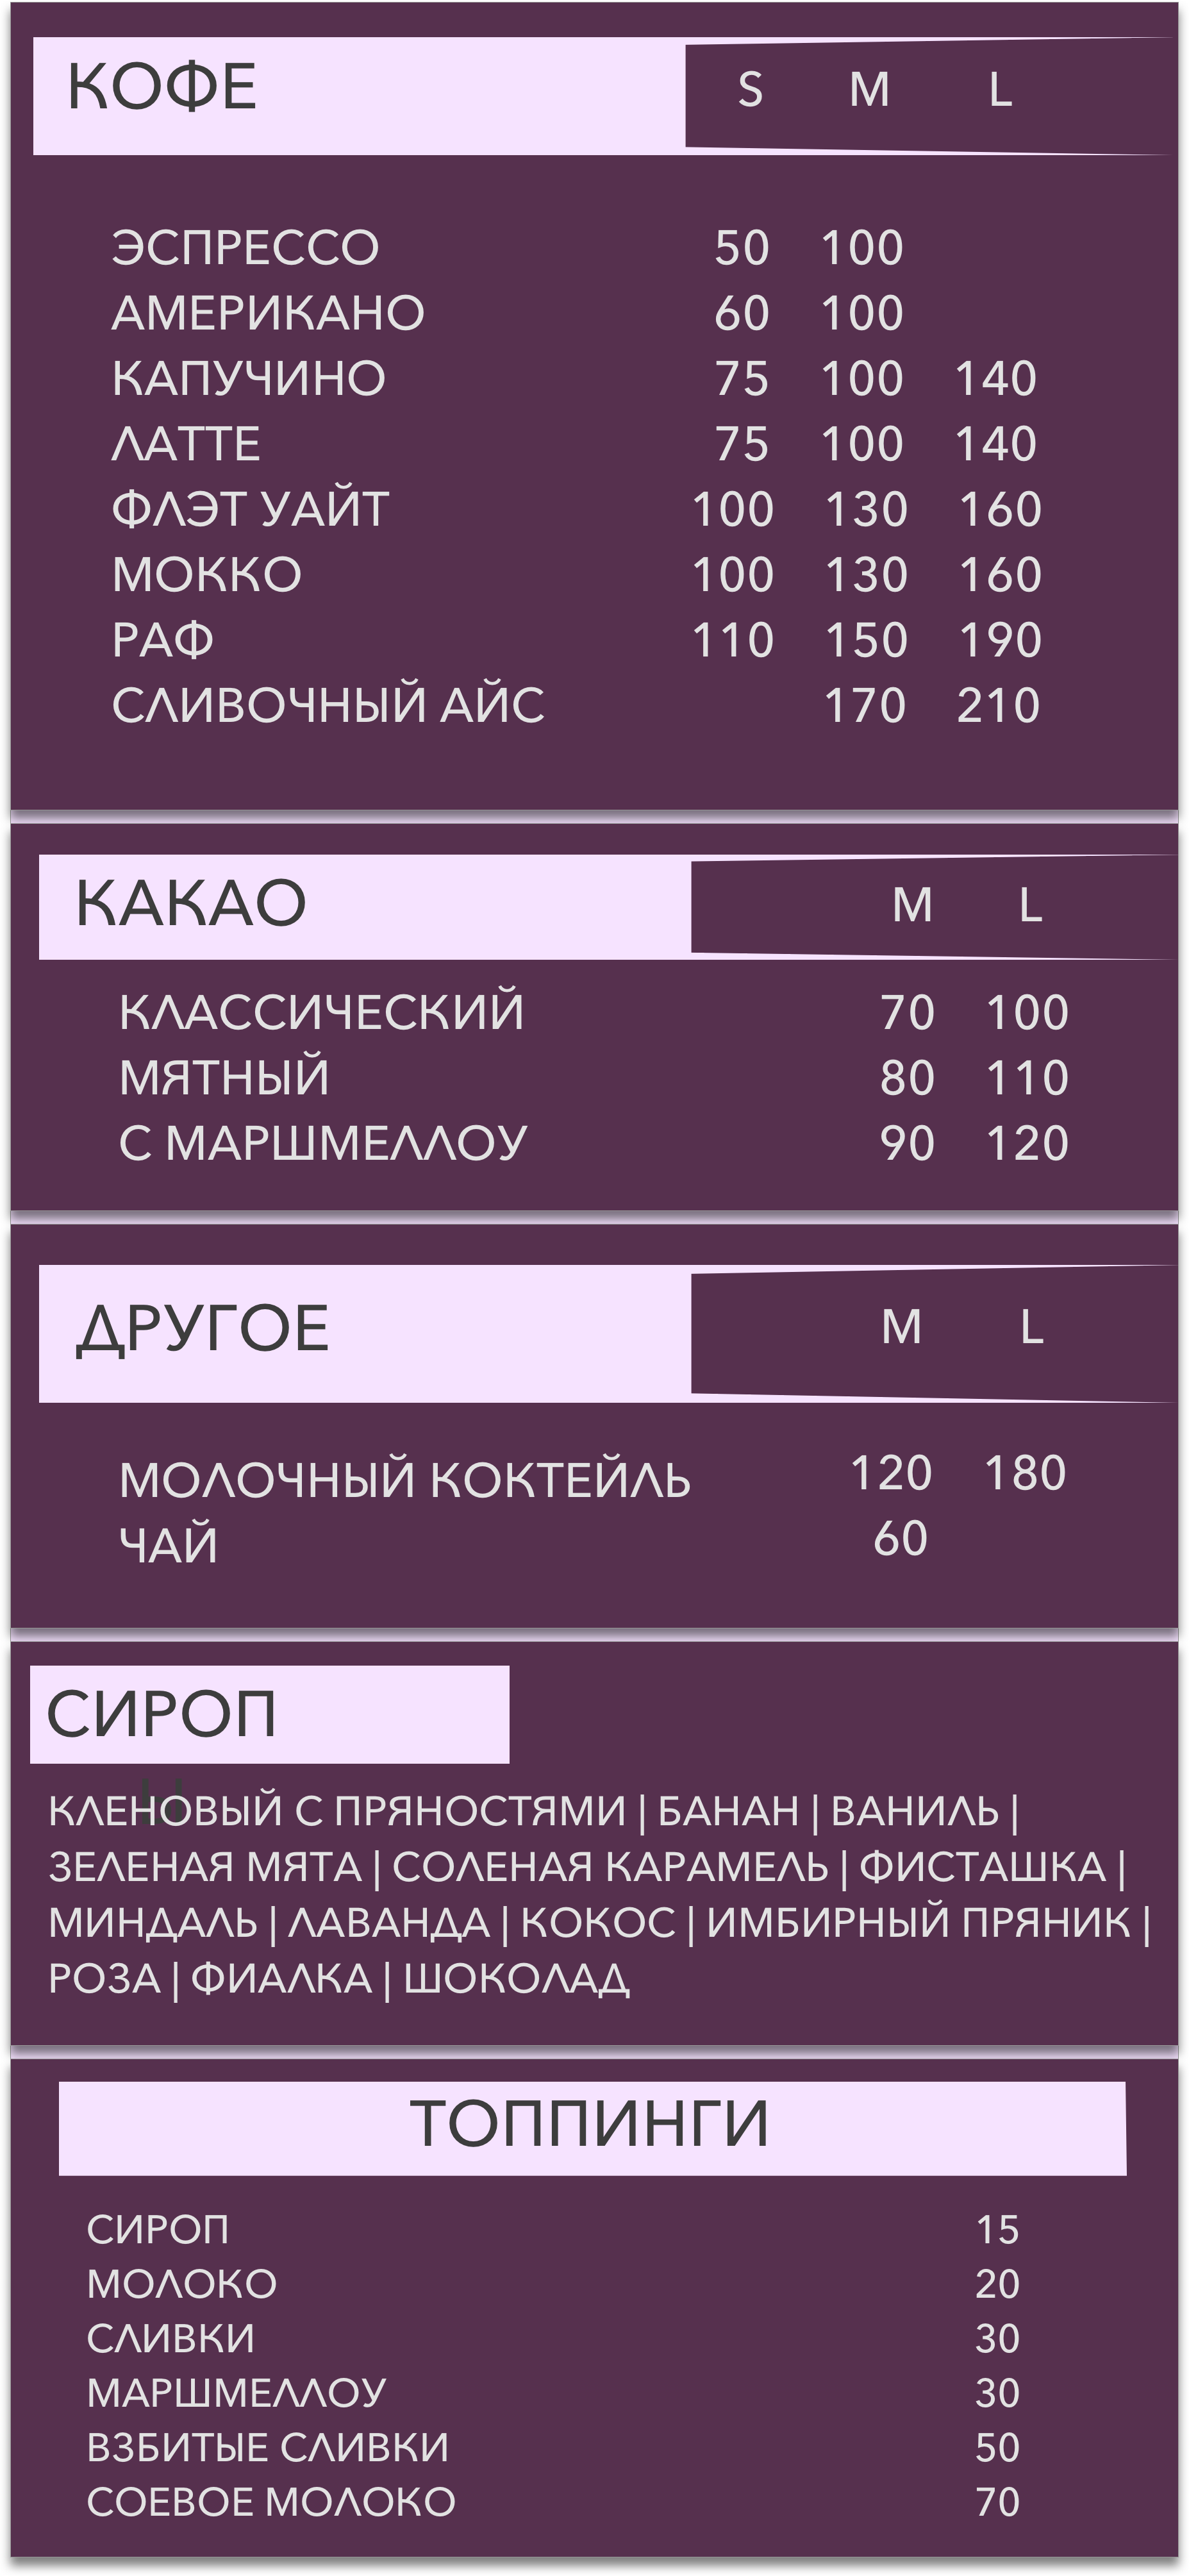 КОФЕ S M L
ЭСПРЕССО 50 100
АМЕРИКАНО 60 100
КАПУЧИНО 75 100 140
ЛАТТЕ 75 100 140
ФЛЭТ УАЙТ 100 130 160
МОККО 100 130 160
РАФ 110 150 190
СЛИВОЧНЫЙ АЙС 170 210
КАКАО M L
КЛАССИЧЕСКИЙ 70 100
МЯТНЫЙ 80 110
С МАРШМЕЛЛОУ 90 120
ДРУГОЕ M L
МОЛОЧНЫЙ КОКТЕЙЛЬ 120 180
ЧАЙ 60
СИРОП
КЛЕНОВЫЙ С ПРЯНОСТЯМИ | БАНАН | ВАНИЛЬ |
ЗЕЛЕНАЯ МЯТА | СОЛЕНАЯ КАРАМЕЛЬ | ФИСТАШКА |
МИНДАЛЬ | ЛАВАНДА | КОКОС | ИМБИРНЫЙ ПРЯНИК |
РОЗА | ФИАЛКА | ШОКОЛАД
ТОППИНГИ
СИРОП 15
МОЛОКО 20
СЛИВКИ 30
МАРШМЕЛЛОУ 30
ВЗБИТЫЕ СЛИВКИ 50
СОЕВОЕ МОЛОКО 70